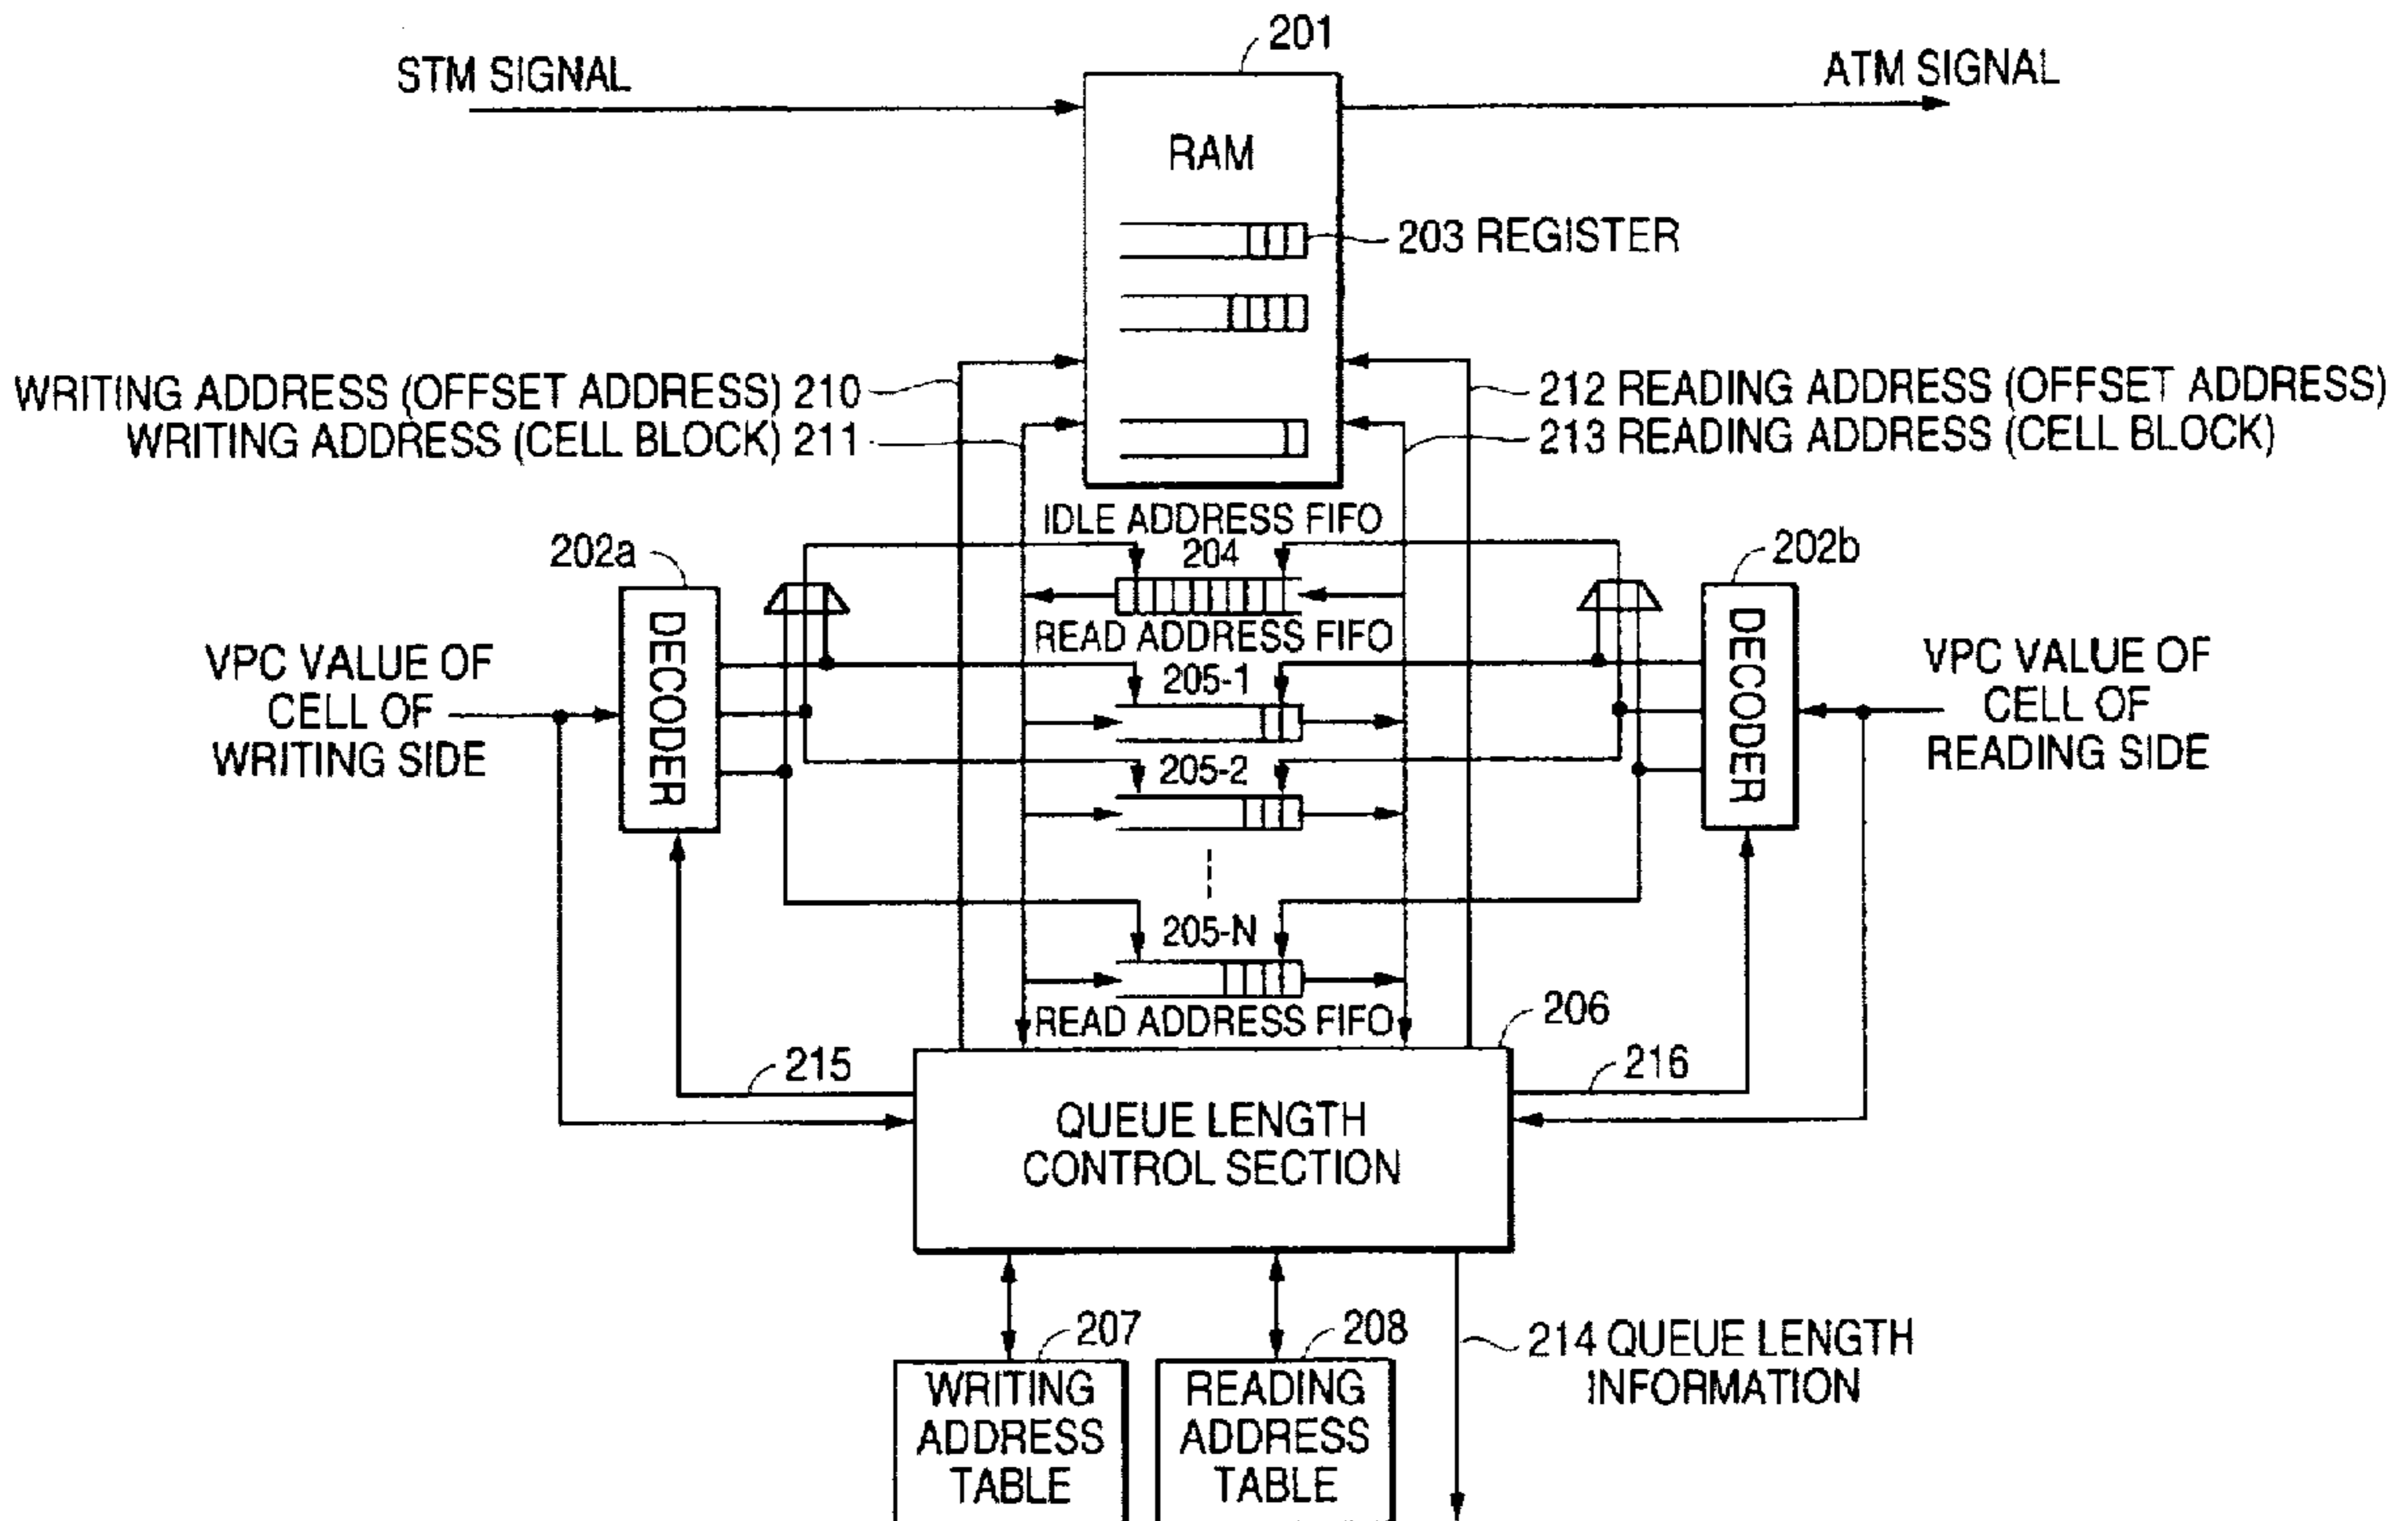 201
STM SIGNAL
ATM SIGNAL
RAM
203 REGISTER
WRITING ADDRESS (OFFSET ADDRESS) 210
212 READING ADDRESS (OFFSET ADDRESS)
WRITING ADDRESS (CELL BLOCK) 211
213 READING ADDRESS (CELL BLOCK)
IDLE ADDRESS FIFO
204
202a
202b
READ ADDRESS FIFO
DECODER
DECODER
VPC VALUE OF
CELL OF
WRITING SIDE
VPC VALUE OF
CELL OF
READING SIDE
205-1
205-2
205-N
READ ADDRESS FIFO
206
215
216
QUEUE LENGTH
CONTROL SECTION
207
208
214 QUEUE LENGTH
INFORMATION
WRITING
ADDRESS
TABLE
READING
ADDRESS
TABLE